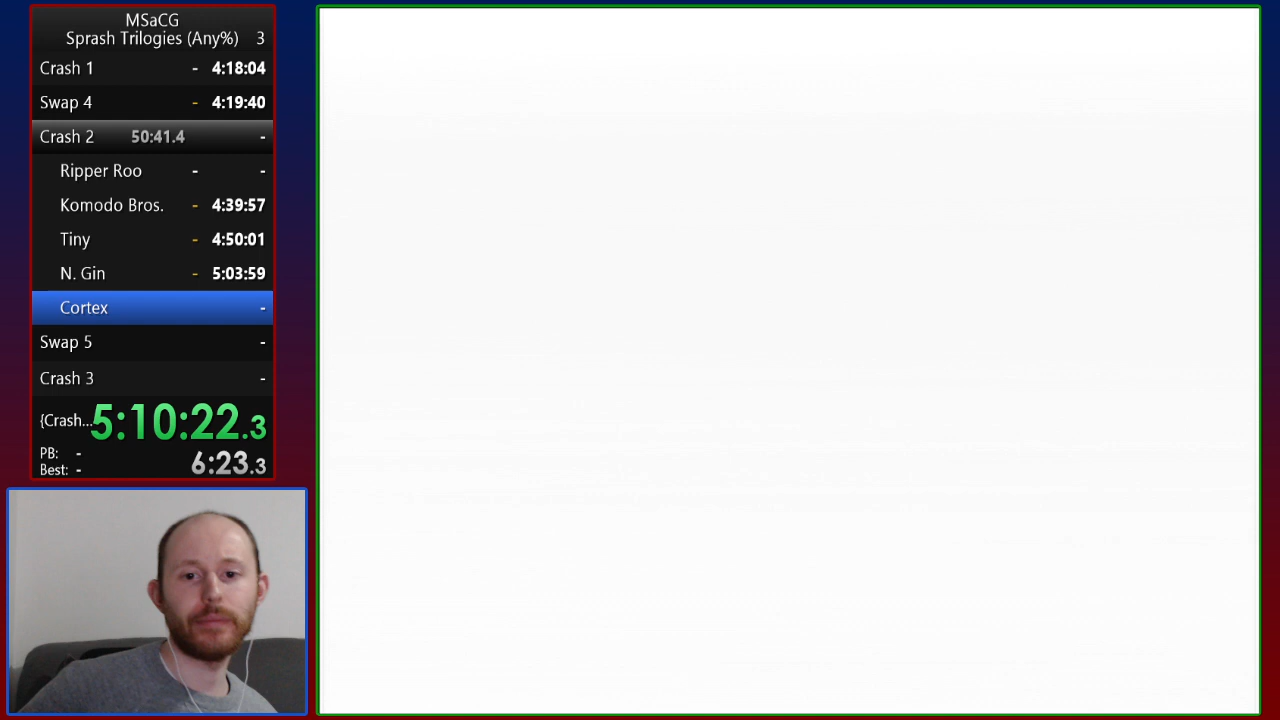 MSaCG
Sprash Trilogies (Any%) 3
Crash 1 - 4:18:04
Swap 4 - 4:19:40
Crash 2 50:41.4 -
Ripper Roo - -
Komodo Bros. - 4:39:57
Tiny - 4:50:01
N. Gin - 5:03:59
Cortex -
Swap 5 -
Crash 3 -
{Crash... 5:10:22.3
PB: -
Best: - 6:23.3